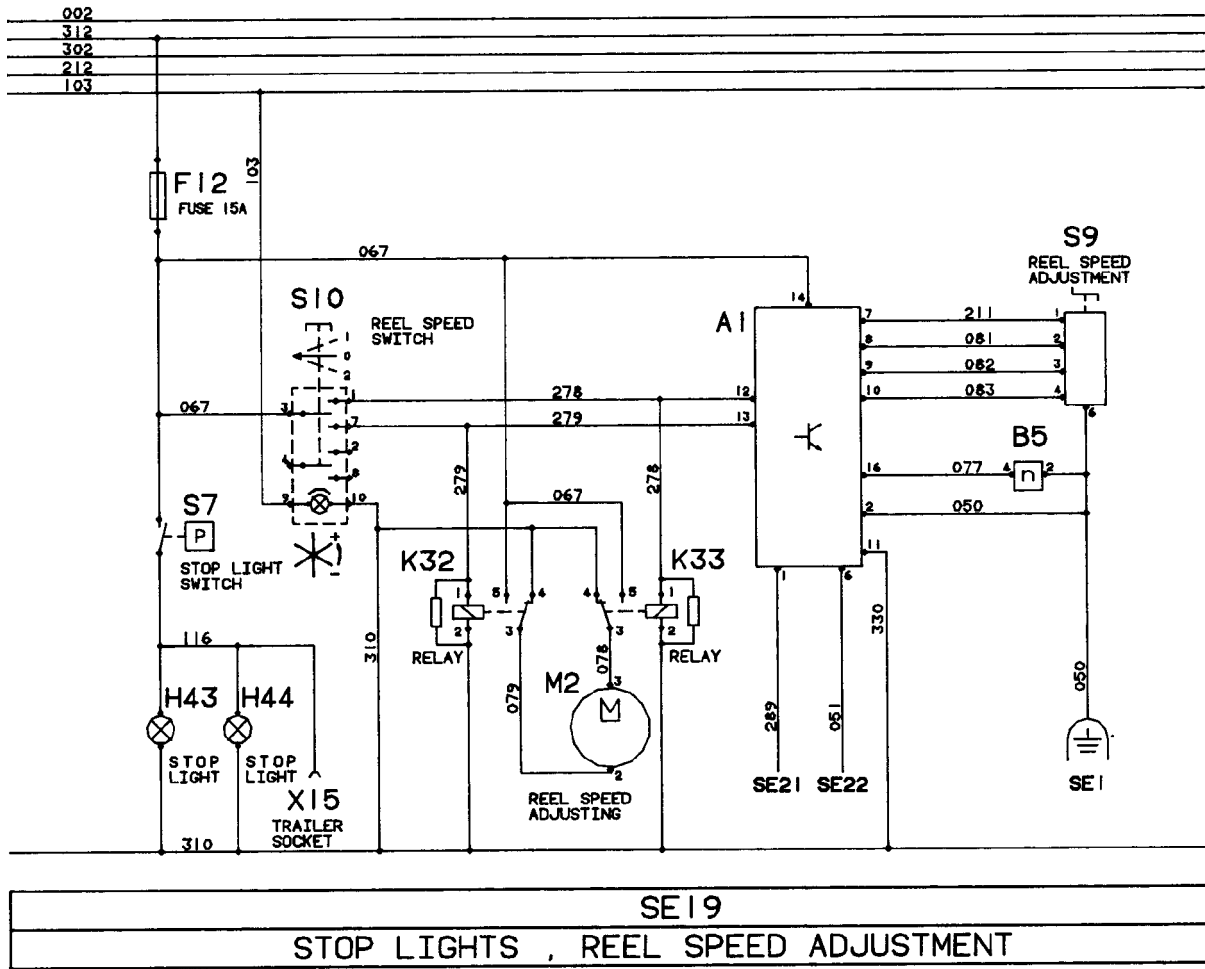 002
312
302
212
103
103
F12
FUSE 15A
067
S10
REEL SPEED
SWITCH
1
0
2
S9
REEL SPEED
ADJUSTMENT
A1
14
7
211
1
8
081
2
9
082
3
10
083
4
6
067
3
1
278
12
7
279
13
2
4
8
9
10
279
278
067
16
077
4
n
2
B5
2
050
11
S7
P
STOP LIGHT
SWITCH
+
-
K32
K33
1
5
4
4
5
1
2
3
3
2
RELAY
RELAY
1
6
330
310
116
079
078
M2
3
M
2
REEL SPEED
ADJUSTING
289
051
050
SE21
SE22
SE1
H43
H44
STOP
LIGHT
STOP
LIGHT
X15
TRAILER
SOCKET
310
SE19
STOP LIGHTS , REEL SPEED ADJUSTMENT